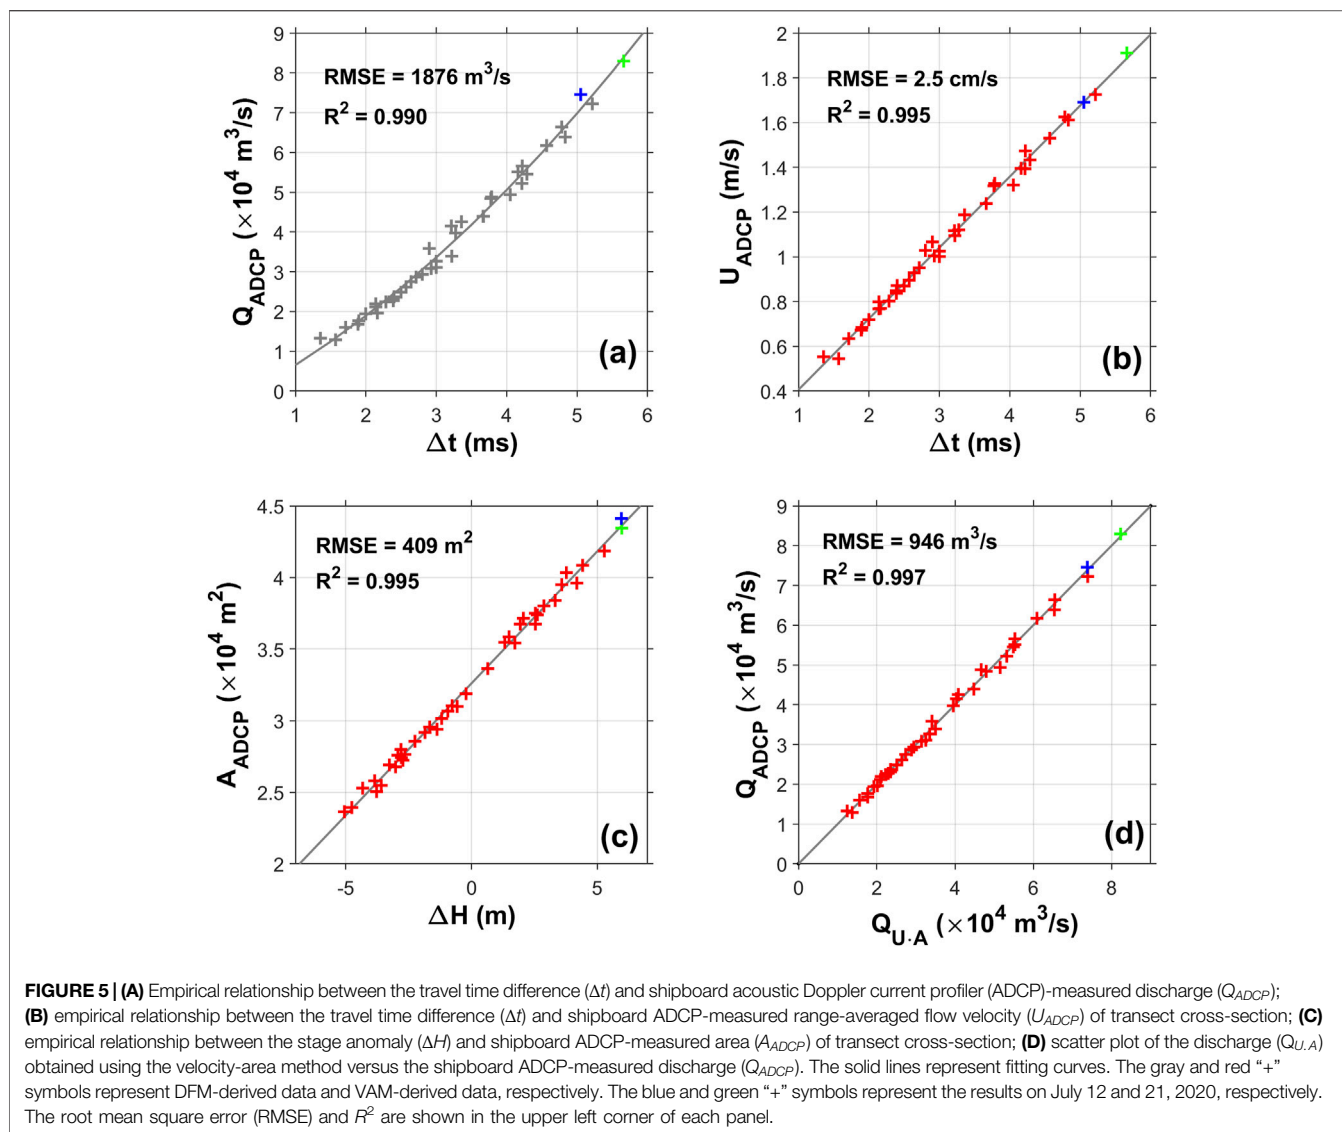 9
8
7
6
5
4
3
2
1
0
Q_ADCP (×10⁴ m³/s)
RMSE = 1876 m³/s
R² = 0.990
(a)
1 2 3 4 5 6
Δt (ms)
2
1.8
1.6
1.4
1.2
1
0.8
0.6
0.4
U_ADCP (m/s)
RMSE = 2.5 cm/s
R² = 0.995
(b)
1 2 3 4 5 6
Δt (ms)
4.5
4
3.5
3
2.5
2
A_ADCP (×10⁴ m²)
RMSE = 409 m²
R² = 0.995
(c)
-5 0 5
ΔH (m)
9
8
7
6
5
4
3
2
1
0
Q_ADCP (×10⁴ m³/s)
RMSE = 946 m³/s
R² = 0.997
(d)
0 2 4 6 8
Q_U·A (×10⁴ m³/s)
FIGURE 5 | (A) Empirical relationship between the travel time difference (Δt) and shipboard acoustic Doppler current profiler (ADCP)-measured discharge (Q_ADCP);
(B) empirical relationship between the travel time difference (Δt) and shipboard ADCP-measured range-averaged flow velocity (U_ADCP) of transect cross-section; (C)
empirical relationship between the stage anomaly (ΔH) and shipboard ADCP-measured area (A_ADCP) of transect cross-section; (D) scatter plot of the discharge (Q_U.A)
obtained using the velocity-area method versus the shipboard ADCP-measured discharge (Q_ADCP). The solid lines represent fitting curves. The gray and red “+”
symbols represent DFM-derived data and VAM-derived data, respectively. The blue and green “+” symbols represent the results on July 12 and 21, 2020, respectively.
The root mean square error (RMSE) and R² are shown in the upper left corner of each panel.